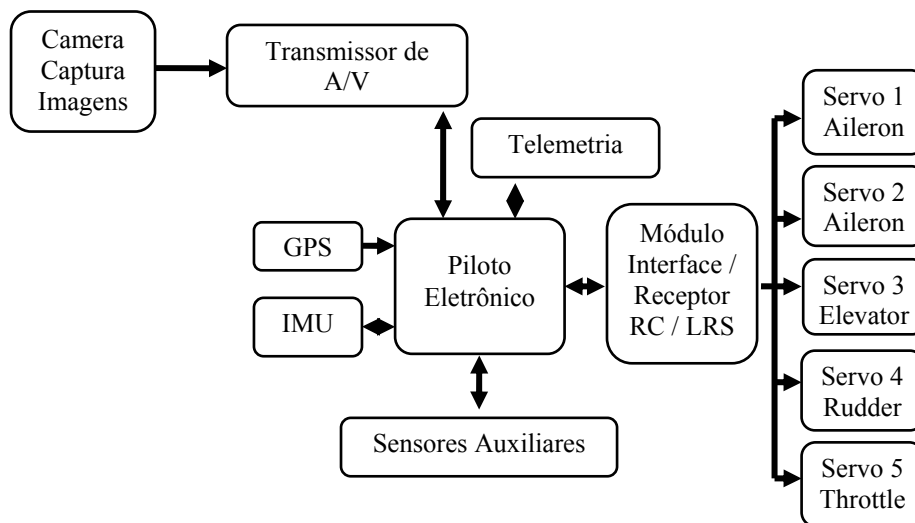 Camera
Captura
Imagens
Transmissor de
A/V
Telemetria
GPS
IMU
Piloto
Eletrônico
Sensores Auxiliares
Módulo
Interface /
Receptor
RC / LRS
Servo 1
Aileron
Servo 2
Aileron
Servo 3
Elevator
Servo 4
Rudder
Servo 5
Throttle